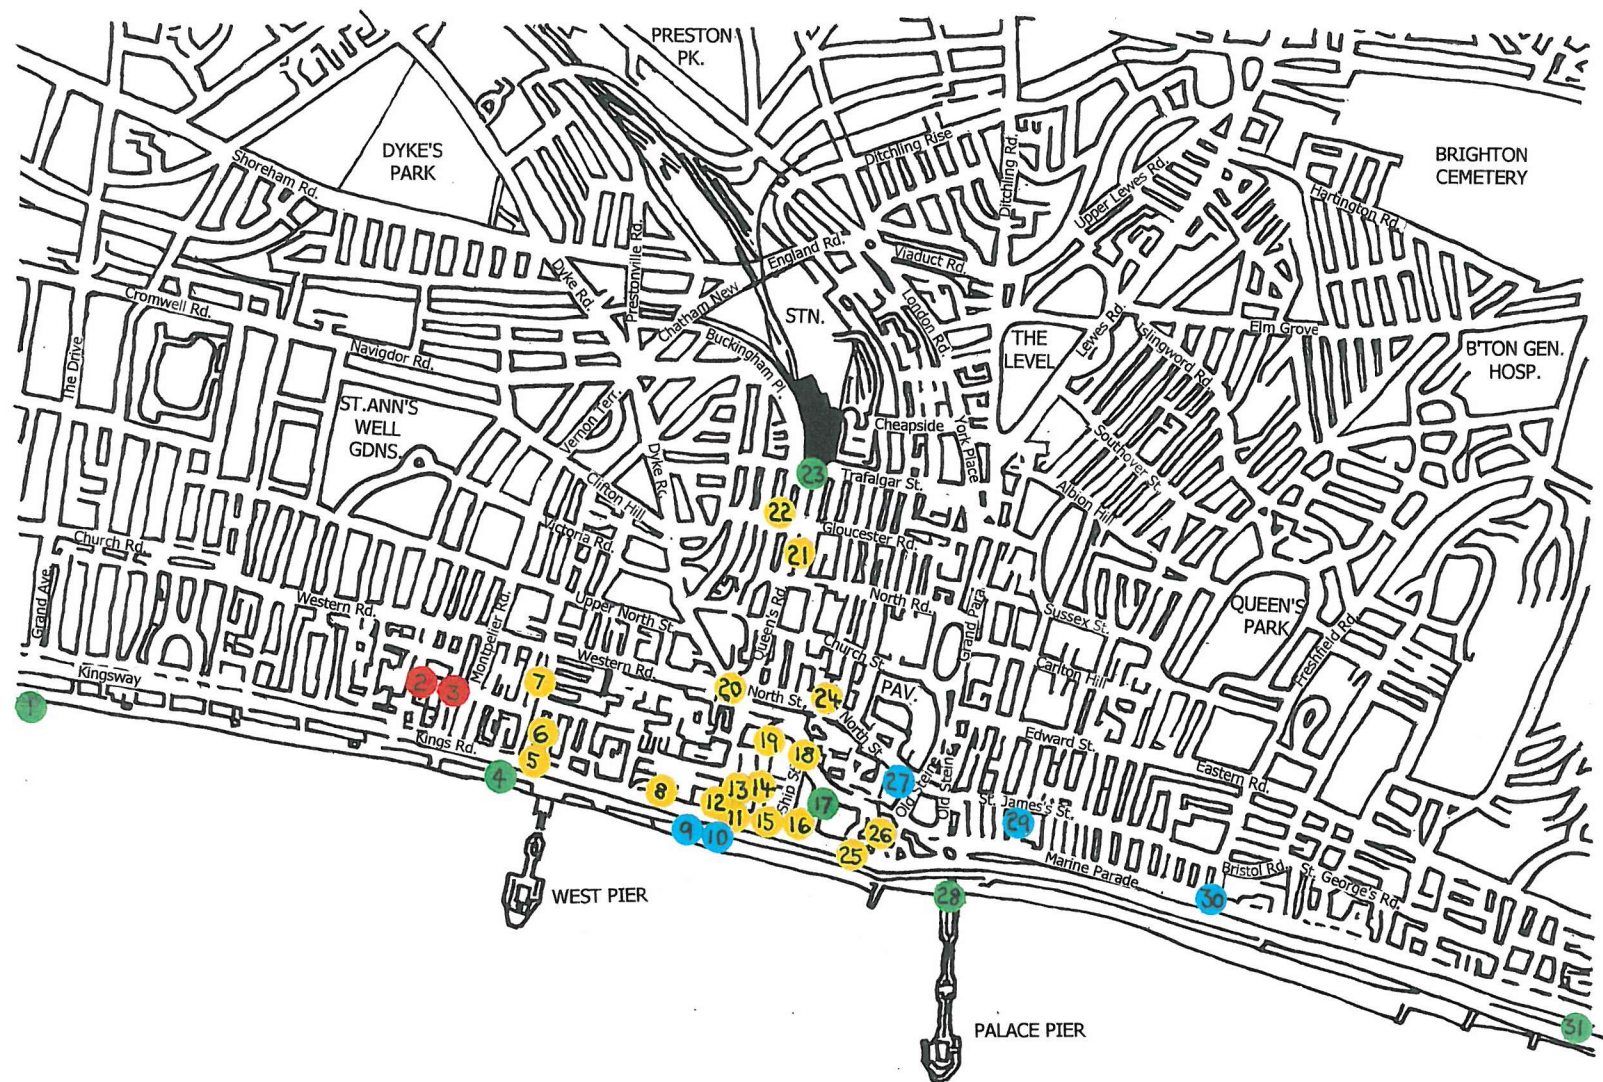 PRESTON
PK.
DYKE'S
PARK
BRIGHTON
CEMETERY
Shoreham Rd.
Ditchling Rise
Ditchling Rd.
Upper Lewes Rd.
Hartington Rd.
Prestonville Rd.
Dyke Rd.
England Rd.
Viaduct Rd.
Chatham New
Cromwell Rd.
STN.
London Rd.
THE
LEVEL
Lewes Rd.
Elm Grove
Islingword Rd.
B'TON GEN.
HOSP.
The Drive
Navigdor Rd.
Buckingham Pl.
ST.ANN'S
WELL
GDNS.
Vernon Terr.
Cheapside
York Place
Southover St.
Dyke Rd.
Clifton Hill
23
Trafalgar St.
Albion Hill
22
Victoria Rd.
Gloucester Rd.
21
Church Rd.
Grand Ave.
Western Rd.
Montpelier Rd.
Upper North St.
Queen's Rd.
North Rd.
Grand Para.
Sussex St.
QUEEN'S
PARK
Freshfield Rd.
Church St.
Western Rd.
Carlton Hill
Kingsway
1
2
3
7
20
North St.
24
PAV.
North St.
Kings Rd.
6
5
4
19
18
Edward St.
Eastern Rd.
27
Old Steine
Old Steine
St. James's St.
29
8
12
13
14
Ship St.
17
11
15
16
9
10
26
25
Marine Parade
Bristol Rd.
St. George's Rd.
28
30
WEST PIER
PALACE PIER
31